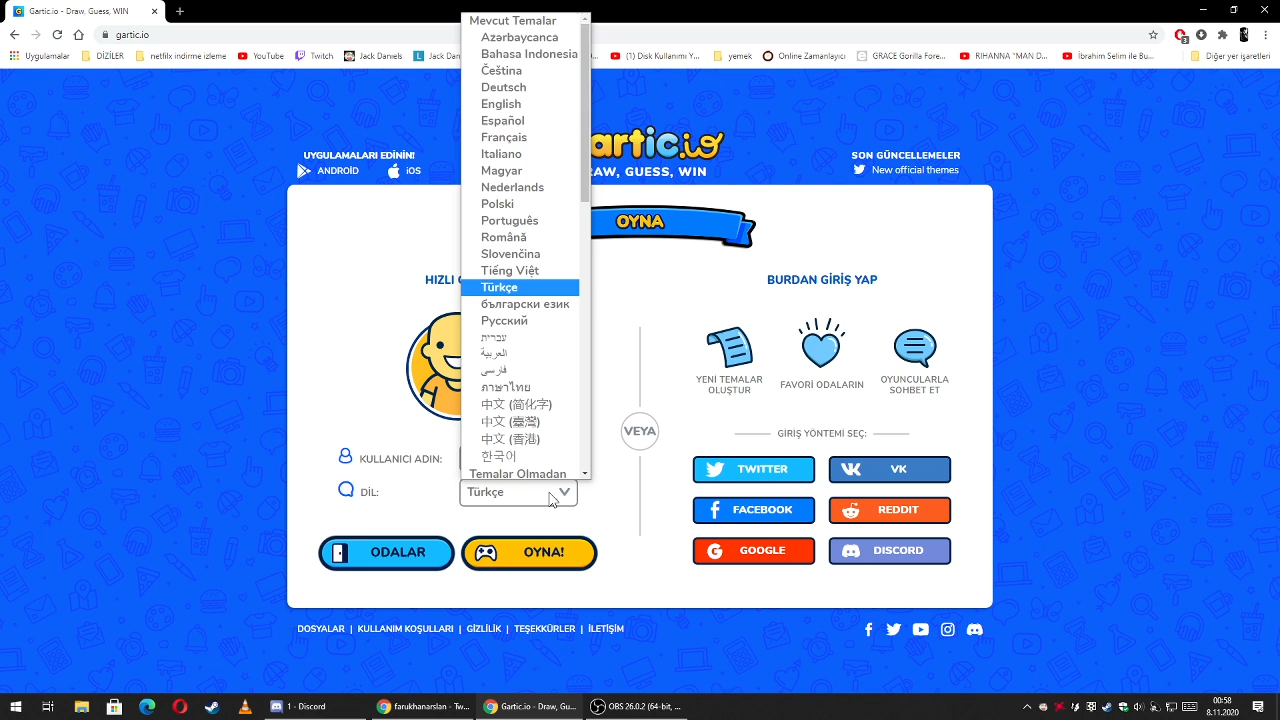 Gartic.io - Draw, Guess, WIN
gartic.io
Uygulamalar
DİZİLER
netflix indirme izleme
YouTube
Twitch
Jack Daniels
Jack Dan
(1) Disk Kullanımı Y...
yemek
Online Zamanlayıcı
GRACE Gorilla Fore...
RIHANNA "MAN D...
İbrahim Selim ile Bu...
Diğer yer işaretleri
Mevcut Temalar
Azərbaycanca
Bahasa Indonesia
Čeština
Deutsch
English
Español
Français
Italiano
Magyar
Nederlands
Polski
Português
Română
Slovenčina
Tiếng Việt
Türkçe
български език
Русский
עברית
العربية
فارسی
ภาษาไทย
中文 (简化字)
中文 (臺灣)
中文 (香港)
한국어
Temalar Olmadan
UYGULAMALARI EDİNİN!
ANDROİD
iOS
artic.io
RAW, GUESS, WIN
SON GÜNCELLEMELER
New official themes
OYNA
HIZLI
KULLANICI ADIN:
DİL:
Türkçe
ODALAR
OYNA!
VEYA
BURDAN GİRİŞ YAP
YENİ TEMALAR
OLUŞTUR
FAVORİ ODALARIN
OYUNCULARLA
SOHBET ET
GİRİŞ YÖNTEMİ SEÇ:
TWITTER
VK
FACEBOOK
REDDIT
GOOGLE
DISCORD
DOSYALAR | KULLANIM KOŞULLARI | GİZLİLİK | TEŞEKKÜRLER | İLETİŞİM
1 - Discord
farukhanarslan - Tw...
Gartic.io - Draw, Gu...
OBS 26.0.2 (64-bit, ...
00:58
8.11.2020